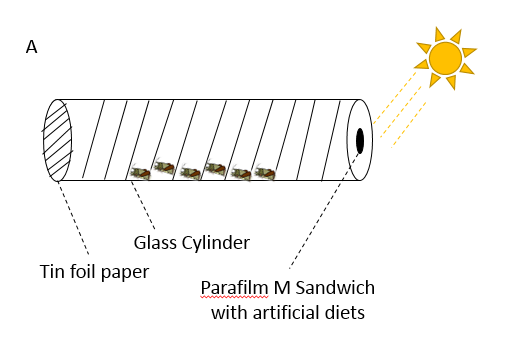 A
Glass Cylinder
Tin foil paper
Parafilm M Sandwich
with artificial diets